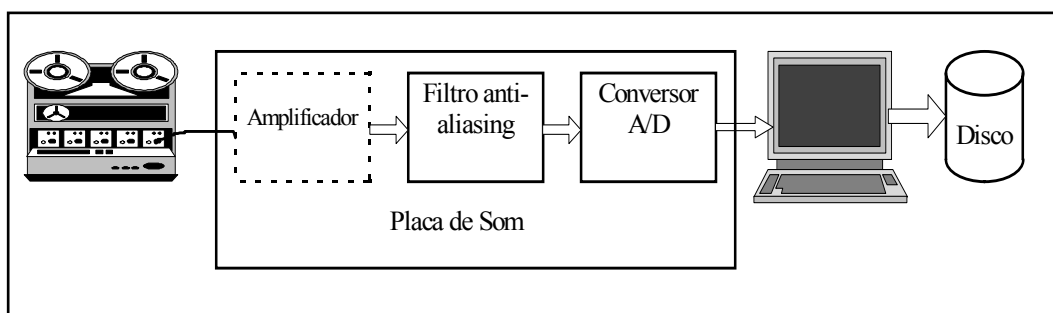 Amplificador
Filtro anti-
aliasing
Conversor
A/D
Disco
Placa de Som